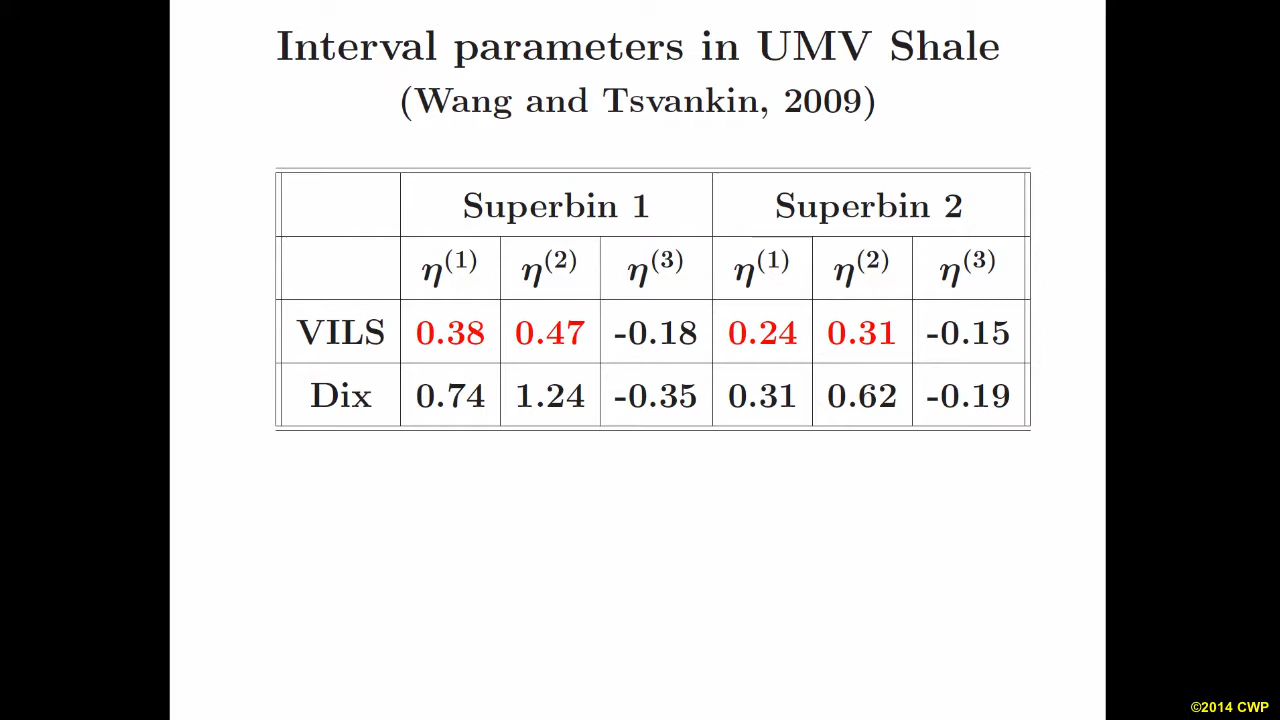 Interval parameters in UMV Shale
(Wang and Tsvankin, 2009)
Superbin 1 Superbin 2
η(1) η(2) η(3) η(1) η(2) η(3)
VILS 0.38 0.47 -0.18 0.24 0.31 -0.15
Dix 0.74 1.24 -0.35 0.31 0.62 -0.19
©2014 CWP